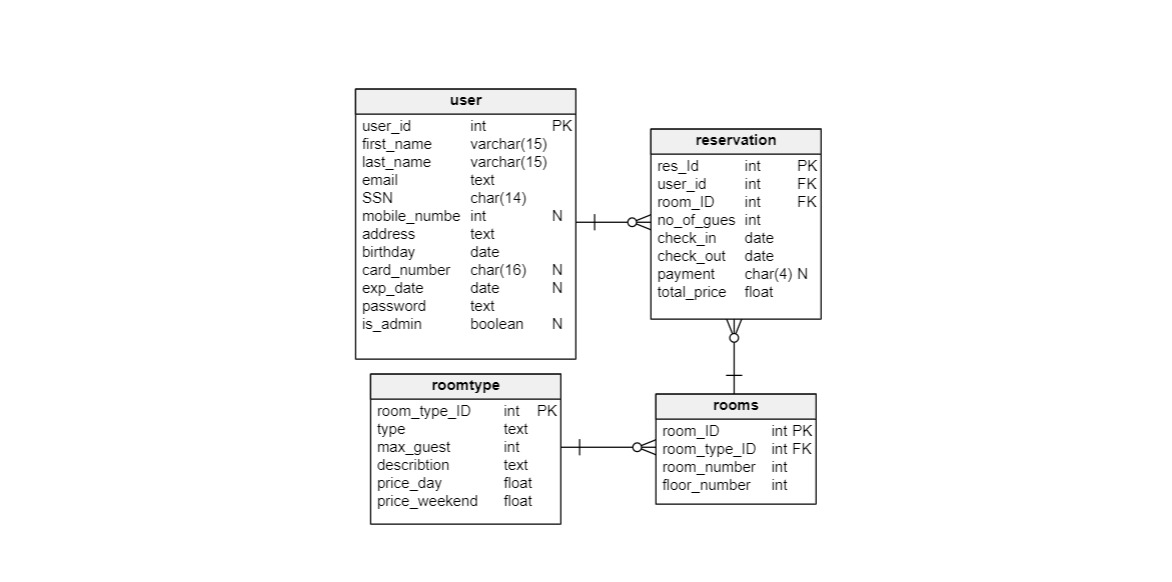 user
user_id int PK
first_name varchar(15)
last_name varchar(15)
email text
SSN char(14)
mobile_numbe int N
address text
birthday date
card_number char(16) N
exp_date date N
password text
is_admin boolean N
reservation
res_Id int PK
user_id int FK
room_ID int FK
no_of_gues int
check_in date
check_out date
payment char(4) N
total_price float
roomtype
room_type_ID int PK
type text
max_guest int
describtion text
price_day float
price_weekend float
rooms
room_ID int PK
room_type_ID int FK
room_number int
floor_number int